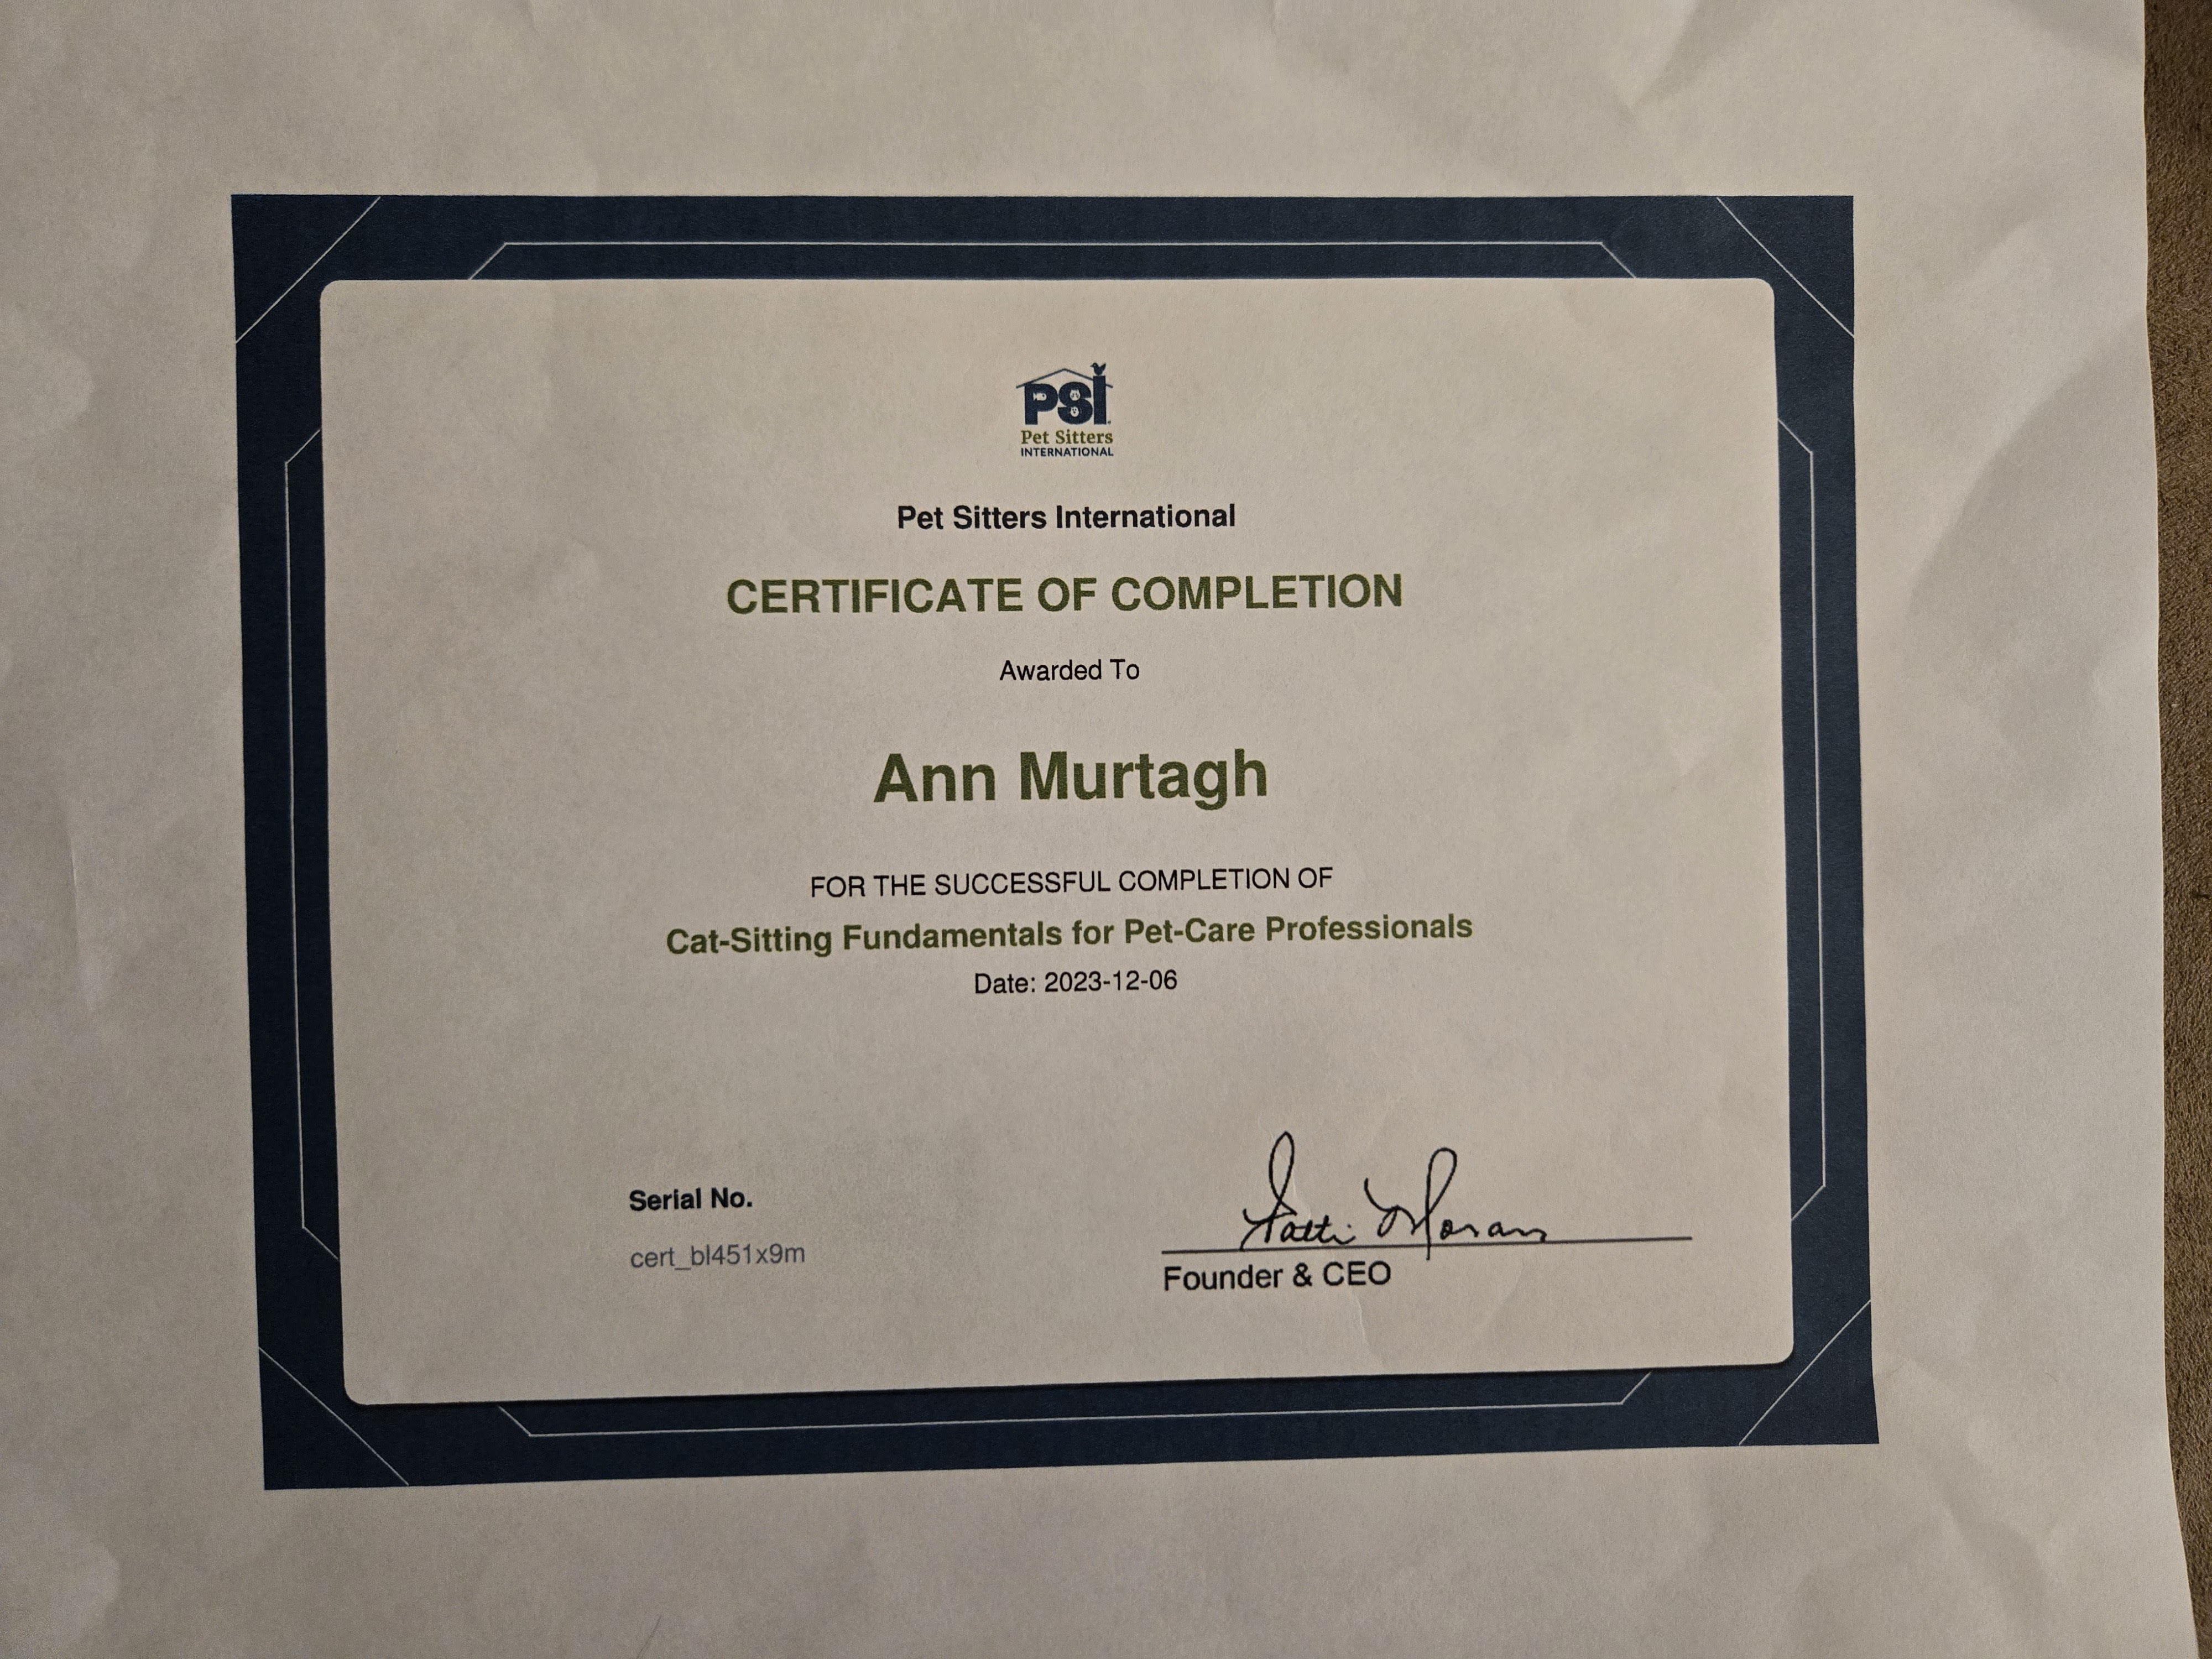 PSI
Pet Sitters
INTERNATIONAL
Pet Sitters International
CERTIFICATE OF COMPLETION
Awarded To
Ann Murtagh
FOR THE SUCCESSFUL COMPLETION OF
Cat-Sitting Fundamentals for Pet-Care Professionals
Date: 2023-12-06
Serial No.
cert_bl451x9m
Patti Moran
Founder & CEO